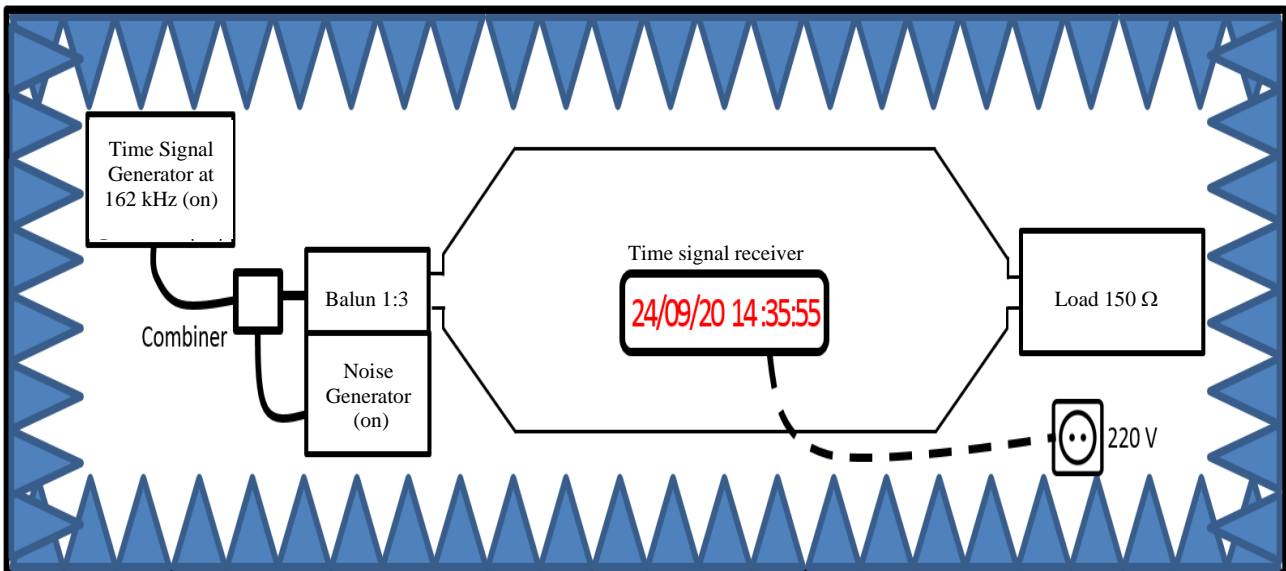 Time Signal
Generator at
162 kHz (on)
Combiner
Balun 1:3
Noise
Generator
(on)
Time signal receiver
24/09/20 14:35:55
Load 150 Ω
220 V